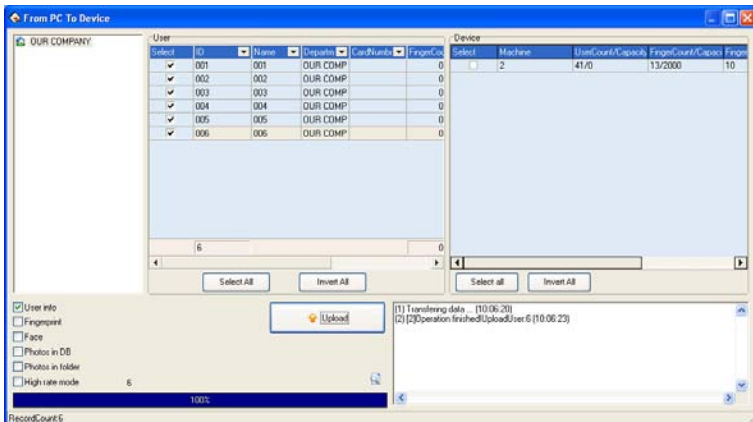 From PC To Device
OUR COMPANY
User
Select ID Name Departm CardNumbr FingerCou
001 001 OUR COMP 0
002 002 OUR COMP 0
003 003 OUR COMP 0
004 004 OUR COMP 0
005 005 OUR COMP 0
006 006 OUR COMP 0
6 0
Select All Invert All
Device
Select Machine UserCount/Capacity FingerCount/Capaci Finger
2 41/0 13/2000 10
Select all Invert All
User info
Fingerprint
Face
Photos in DB
Photos in folder
High rate mode 6
Upload
100%
(1) Transfering data ... (10:06:20)
(2) [2]Operation finished!UploadUser:6 (10:06:23)
RecordCount:6